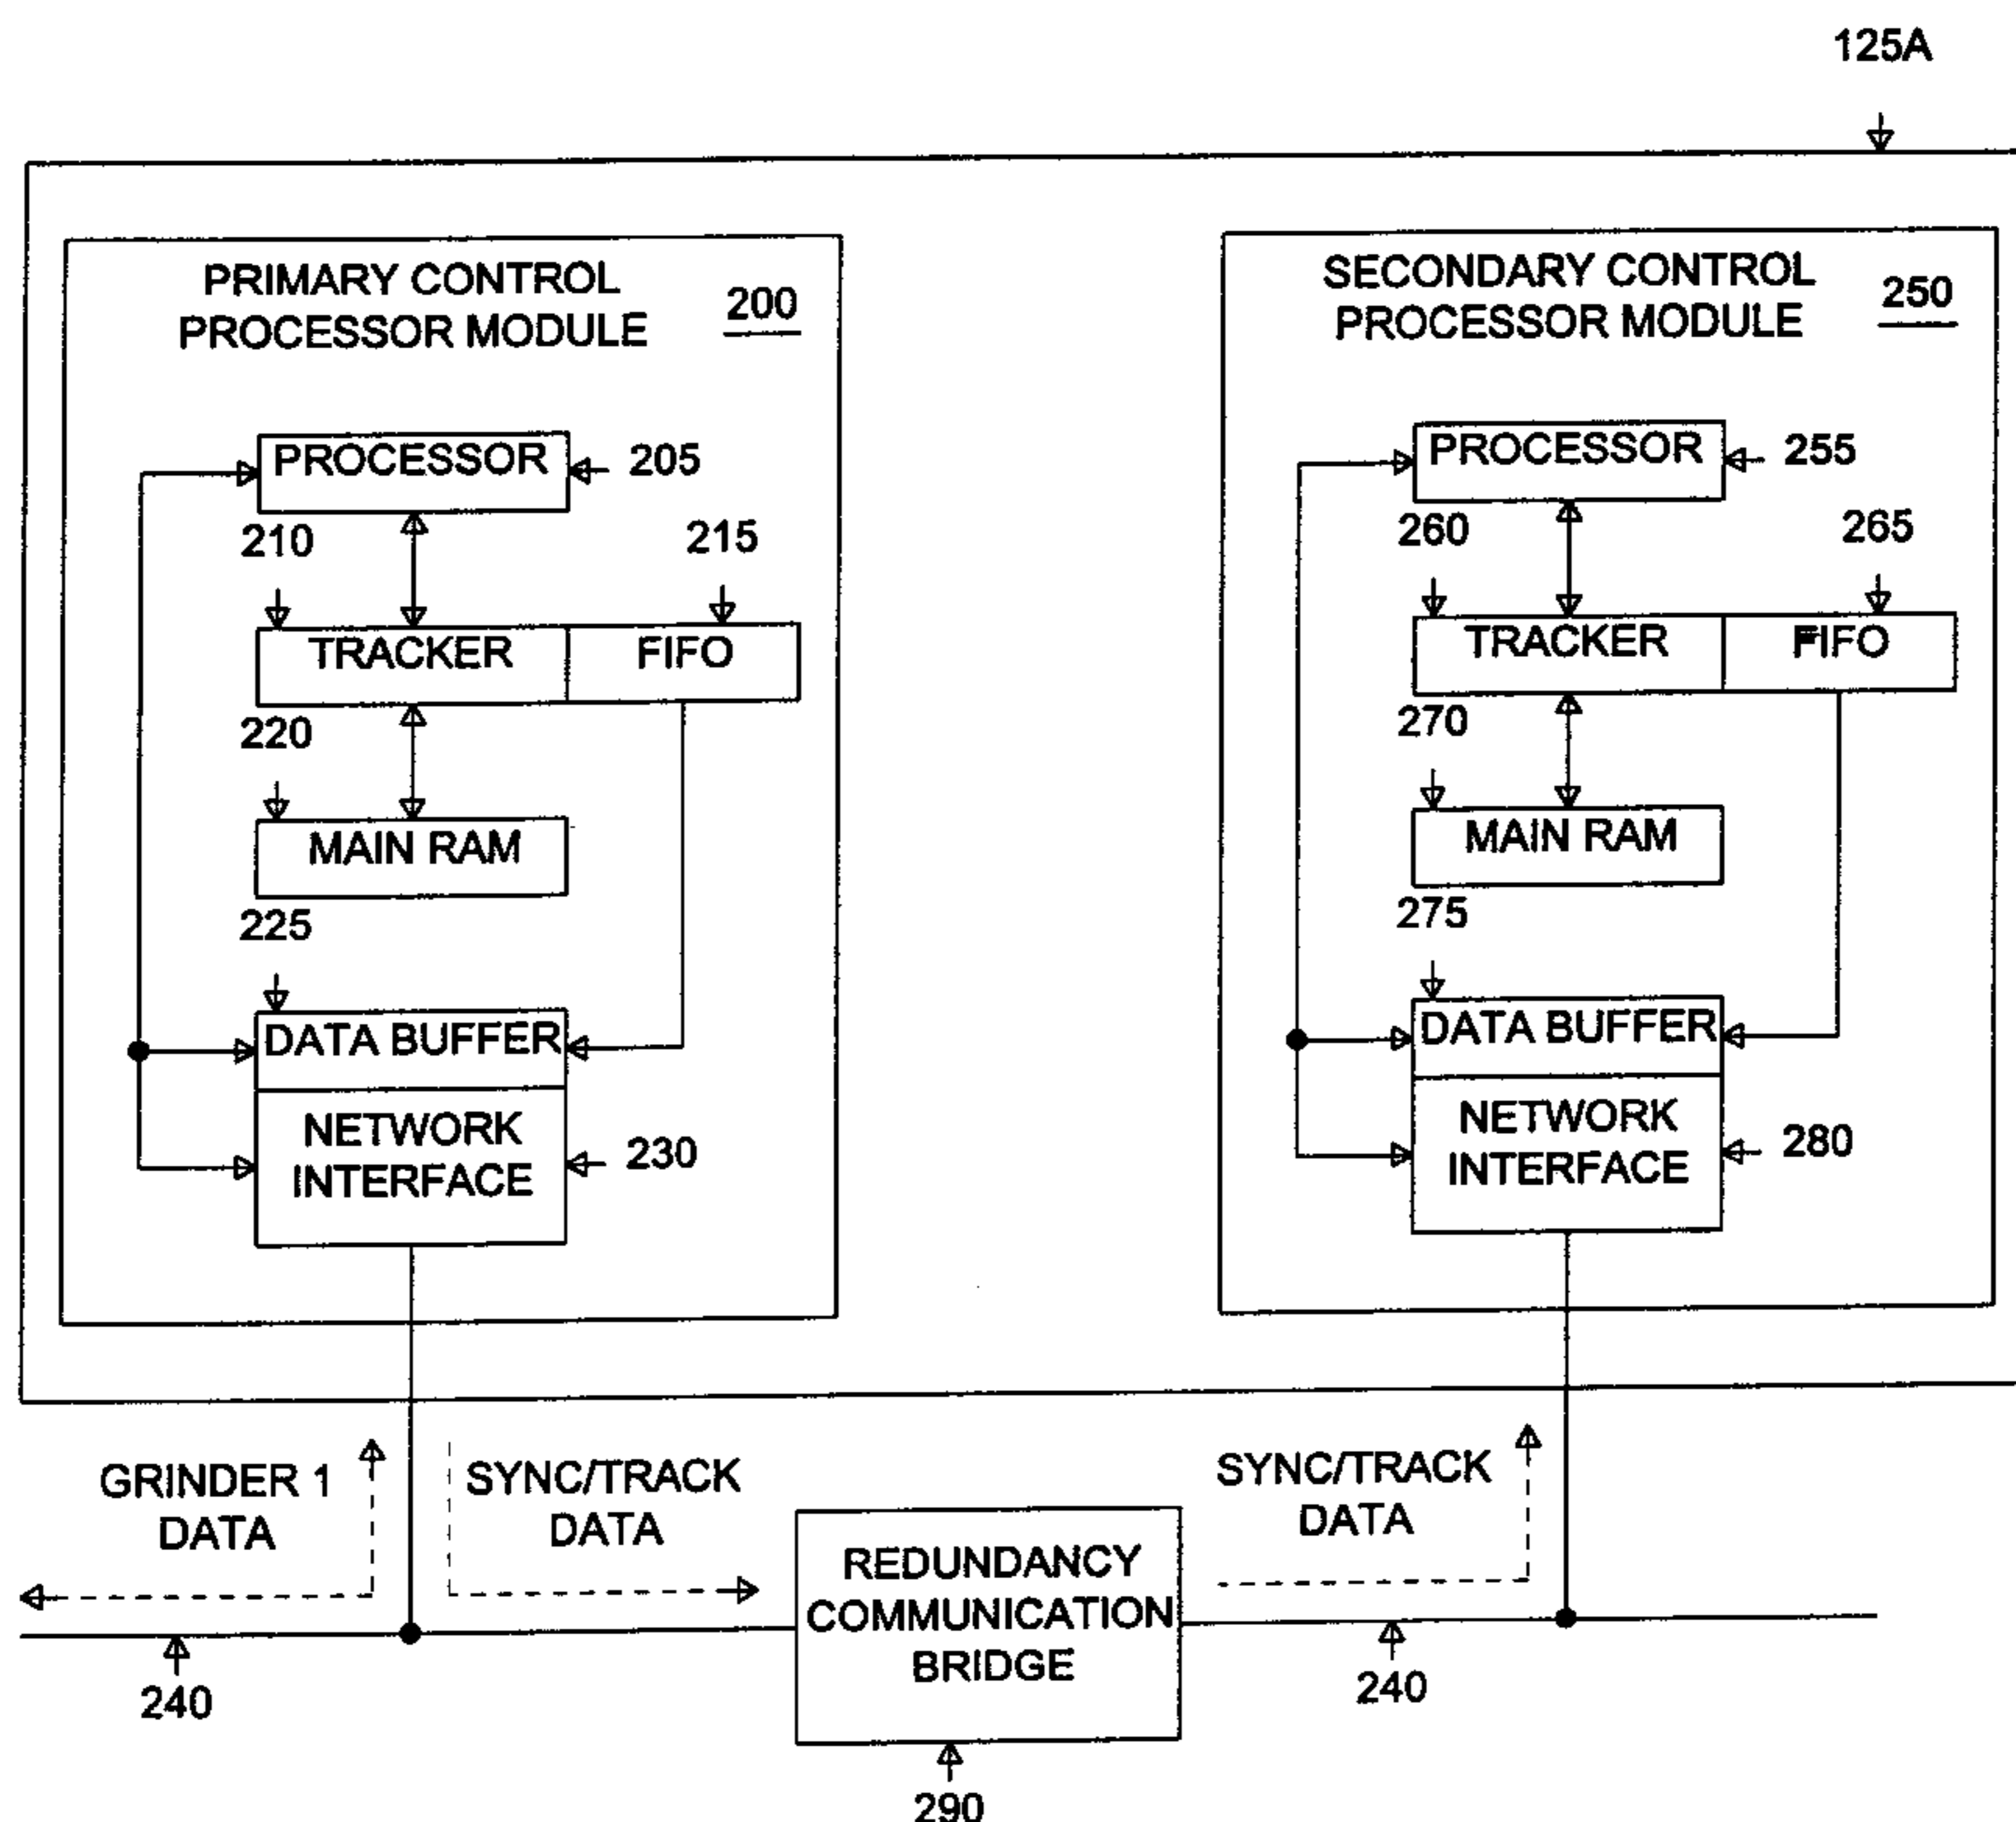 125A
PRIMARY CONTROL
PROCESSOR MODULE
200
PROCESSOR
205
210
215
TRACKER
FIFO
220
MAIN RAM
225
DATA BUFFER
NETWORK
INTERFACE
230
SECONDARY CONTROL
PROCESSOR MODULE
250
PROCESSOR
255
260
265
TRACKER
FIFO
270
MAIN RAM
275
DATA BUFFER
NETWORK
INTERFACE
280
GRINDER 1
DATA
SYNC/TRACK
DATA
SYNC/TRACK
DATA
REDUNDANCY
COMMUNICATION
BRIDGE
240
240
290